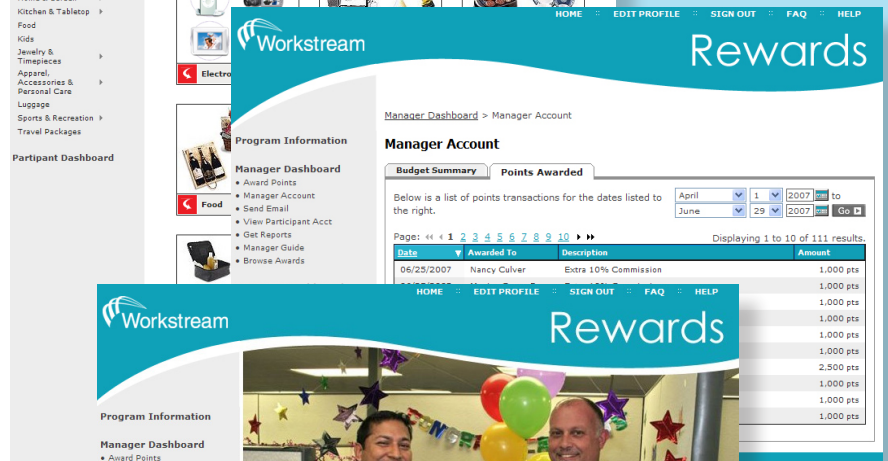 Kitchen & Tabletop
Food
Kids
Jewelry &
Timepieces
Apparel,
Accessories &
Personal Care
Luggage
Sports & Recreation
Travel Packages
Partipant Dashboard
Electro
Food
HOME :: EDIT PROFILE :: SIGN OUT :: FAQ :: HELP
Workstream
Rewards
Manager Dashboard > Manager Account
Program Information
Manager Account
Manager Dashboard
• Award Points
• Manager Account
• Send Email
• View Participant Acct
• Get Reports
• Manager Guide
• Browse Awards
Budget Summary Points Awarded
Below is a list of points transactions for the dates listed to
the right.
April 1 2007 to
June 29 2007 Go
Page: 1 2 3 4 5 6 7 8 9 10
Displaying 1 to 10 of 111 results.
Date Awarded To Description Amount
06/25/2007 Nancy Culver Extra 10% Commission 1,000 pts
1,000 pts
1,000 pts
1,000 pts
1,000 pts
1,000 pts
2,500 pts
1,000 pts
1,000 pts
1,000 pts
HOME :: EDIT PROFILE :: SIGN OUT :: FAQ :: HELP
Workstream
Rewards
Program Information
Manager Dashboard
• Award Points